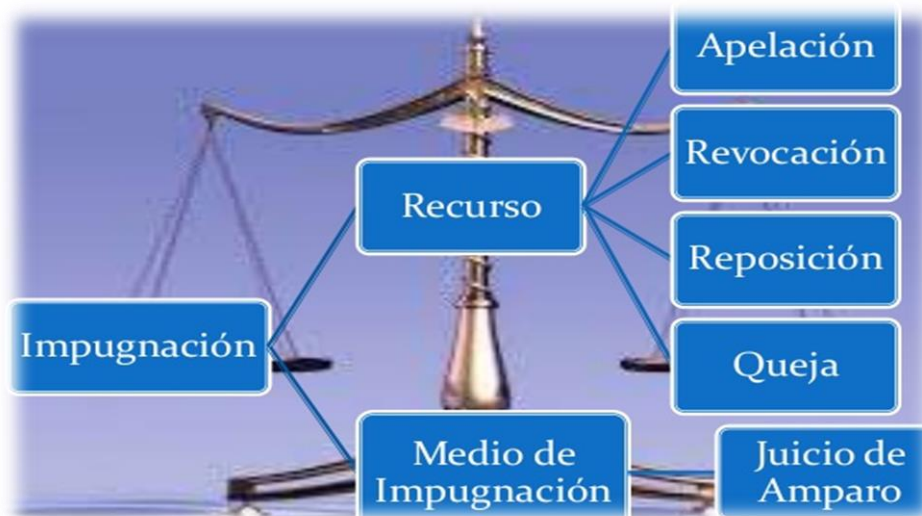 Apelación
Revocación
Recurso
Reposición
Impugnación
Queja
Medio de
Impugnación
Juicio de
Amparo